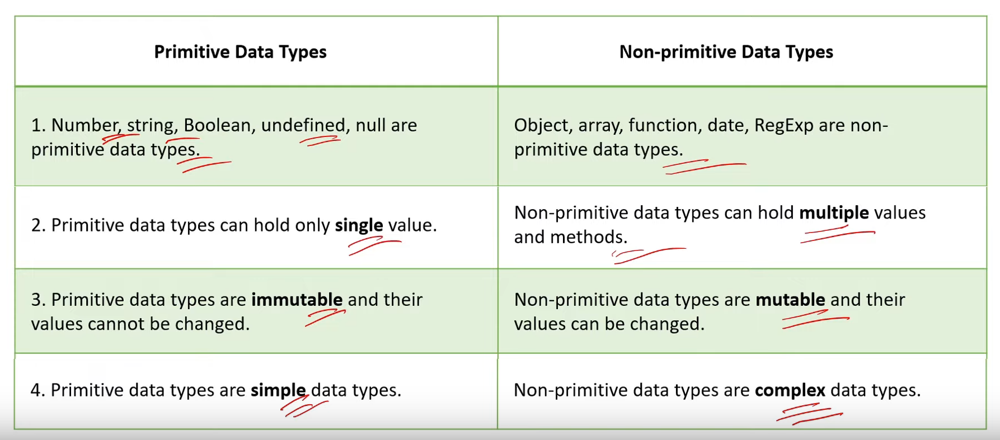 Primitive Data Types
Non-primitive Data Types
1. Number, string, Boolean, undefined, null are
primitive data types.
Object, array, function, date, RegExp are non-
primitive data types.
2. Primitive data types can hold only single value.
Non-primitive data types can hold multiple values
and methods.
3. Primitive data types are immutable and their
values cannot be changed.
Non-primitive data types are mutable and their
values can be changed.
4. Primitive data types are simple data types.
Non-primitive data types are complex data types.